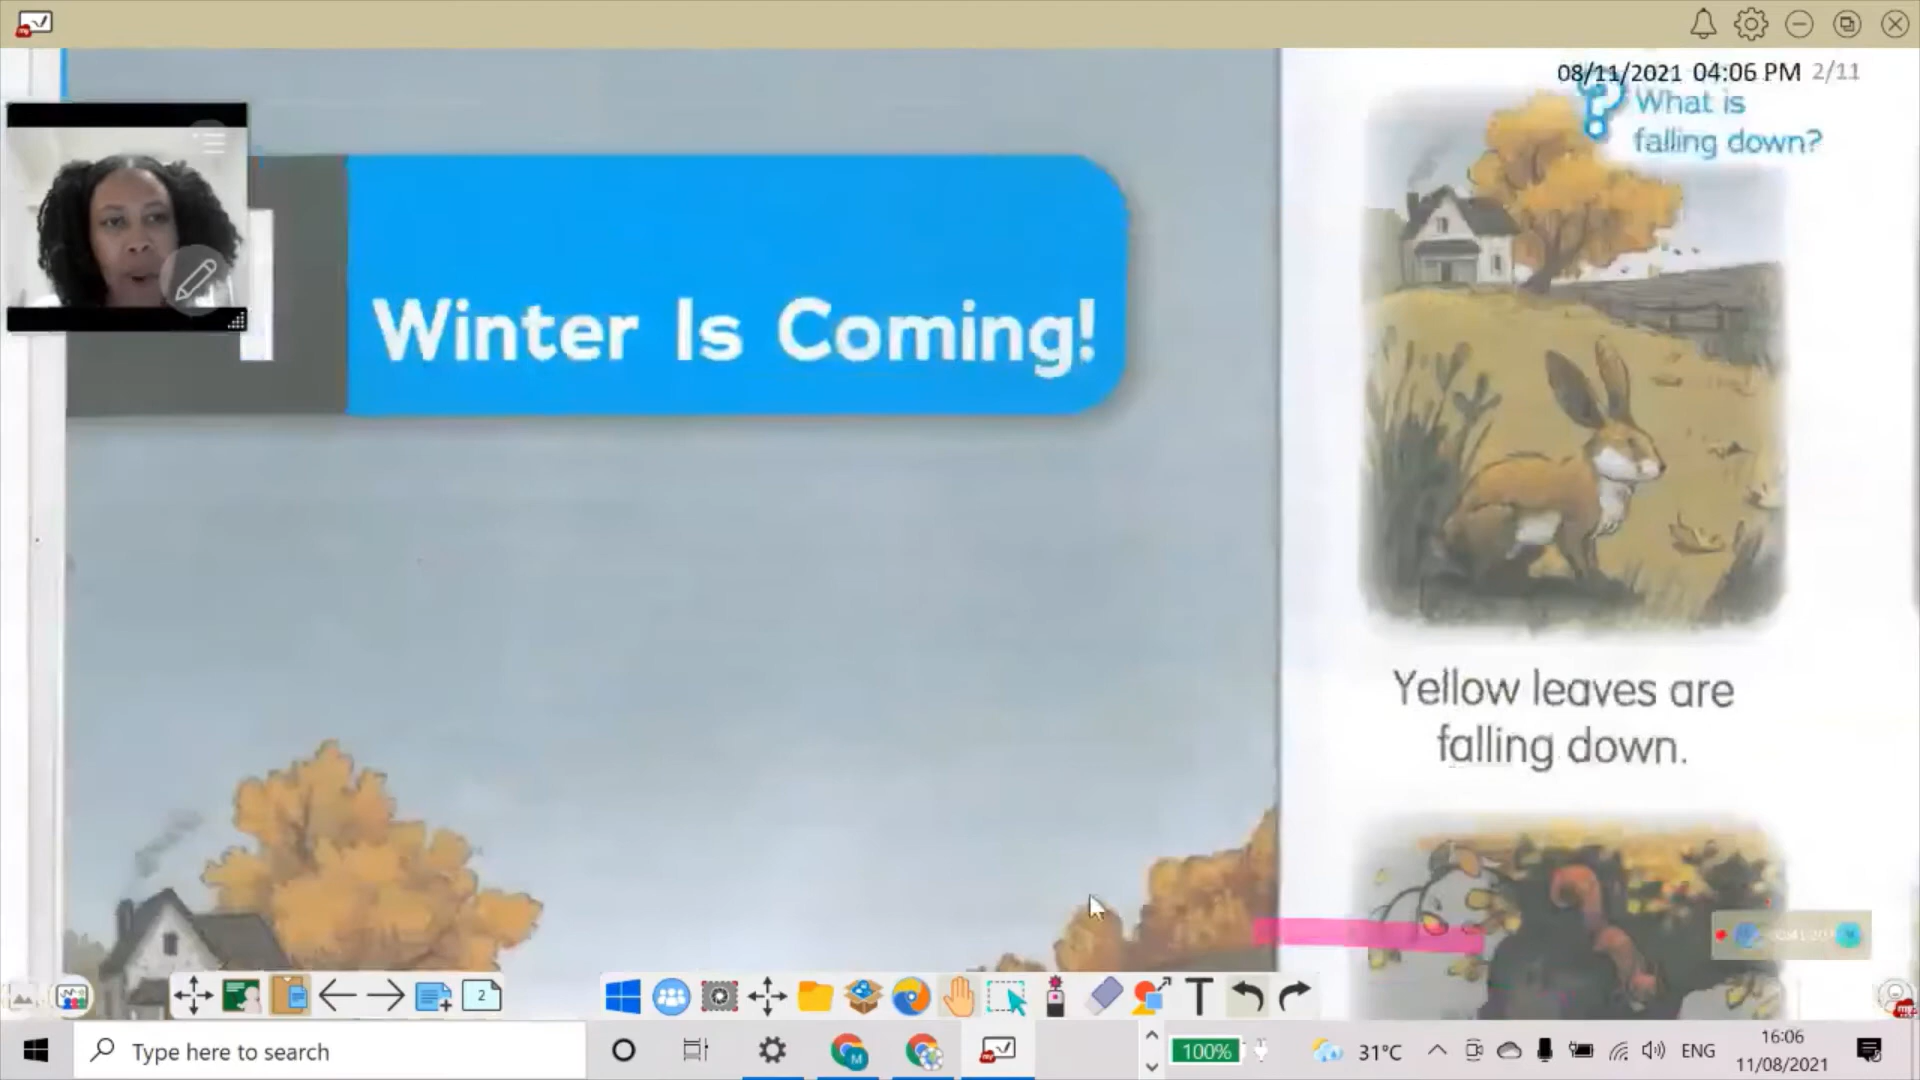 08/11/2021 04:06 PM 2/11
What is
falling down?
1
Winter Is Coming!
Yellow leaves are
falling down.
2
T
Type here to search
M
100%
31°C
ENG
16:06
11/08/2021